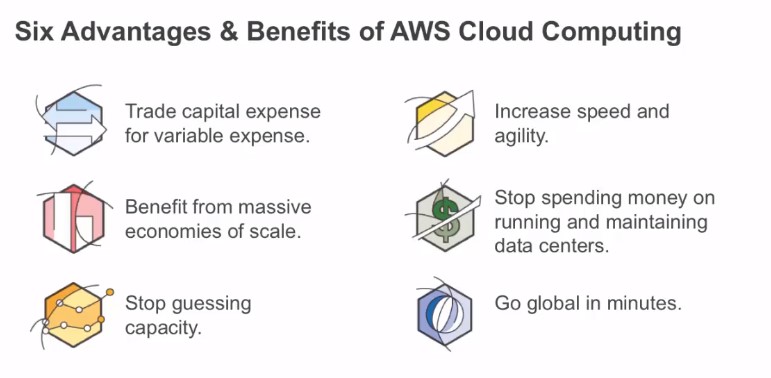 Six Advantages & Benefits of AWS Cloud Computing
Trade capital expense
for variable expense.
Benefit from massive
economies of scale.
Stop guessing
capacity.
Increase speed and
agility.
Stop spending money on
running and maintaining
data centers.
Go global in minutes.